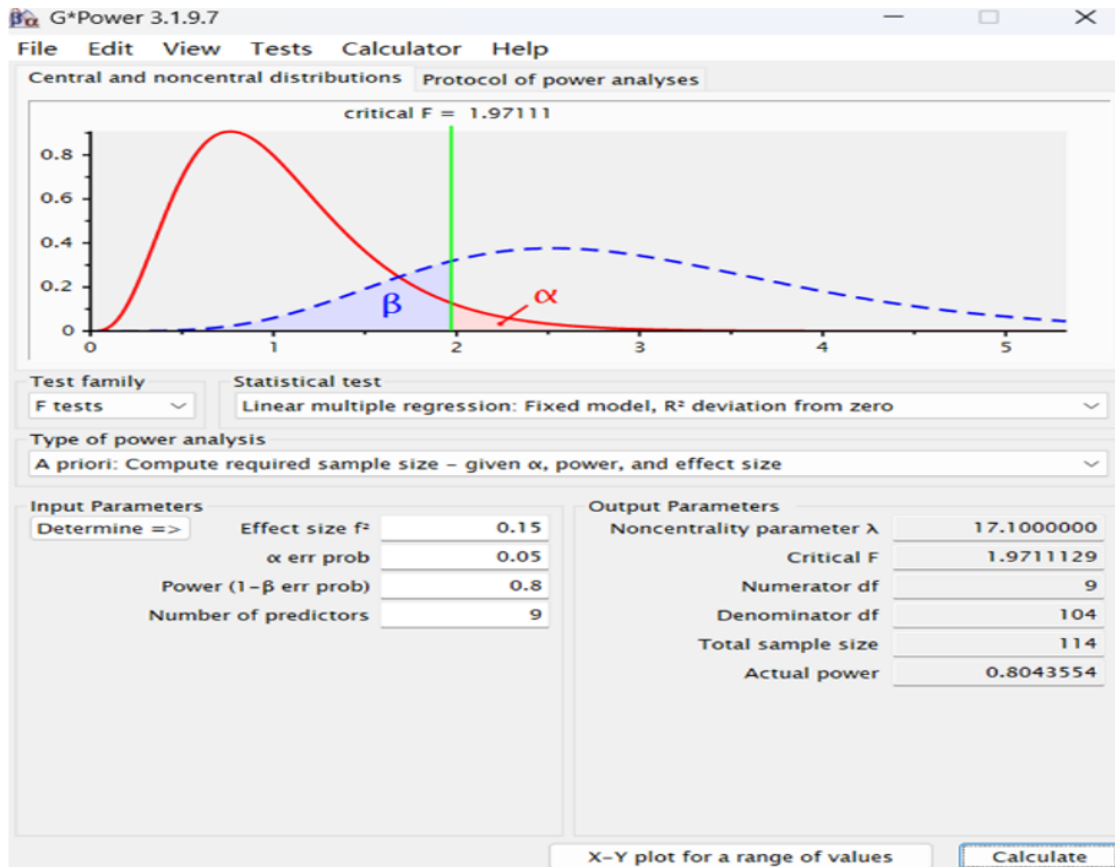 G*Power 3.1.9.7
File Edit View Tests Calculator Help
Central and noncentral distributions Protocol of power analyses
critical F = 1.97111
0.8
0.6
0.4
0.2
0
β α
0 1 2 3 4 5
Test family Statistical test
F tests Linear multiple regression: Fixed model, R² deviation from zero
Type of power analysis
A priori: Compute required sample size – given α, power, and effect size
Input Parameters Output Parameters
Determine => Effect size f² 0.15 Noncentrality parameter λ 17.1000000
α err prob 0.05 Critical F 1.9711129
Power (1-β err prob) 0.8 Numerator df 9
Number of predictors 9 Denominator df 104
Total sample size 114
Actual power 0.8043554
X-Y plot for a range of values Calculate